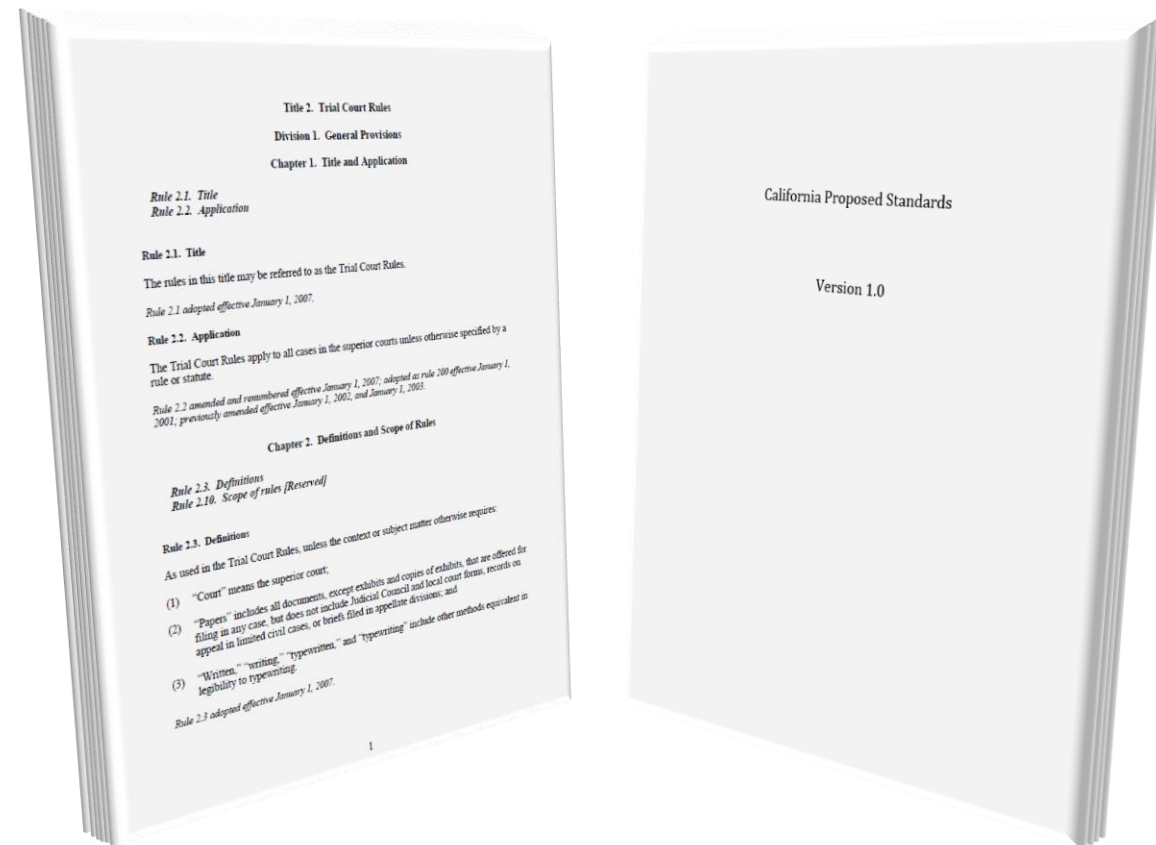 Title 2.  Trial Court Rules
Division 1.  General Provisions
Chapter 1.  Title and Application
Rule 2.1.  Title
Rule 2.2.  Application
Rule 2.1.  Title
The rules in this title may be referred to as the Trial Court Rules.
Rule 2.1 adopted effective January 1, 2007.
Rule 2.2.  Application
The Trial Court Rules apply to all cases in the superior courts unless otherwise specified by a
rule or statute.
Rule 2.2 amended and renumbered effective January 1, 2007; adopted as rule 200 effective January 1,
2001; previously amended effective January 1, 2002, and January 1, 2003.
Chapter 2.  Definitions and Scope of Rules
Rule 2.3.  Definitions
Rule 2.10.  Scope of rules [Reserved]
Rule 2.3.  Definitions
As used in the Trial Court Rules, unless the context or subject matter otherwise requires:
(1) "Court" means the superior court;
(2) "Papers" includes all documents, except exhibits and copies of exhibits, that are offered for
filing in any case, but does not include Judicial Council and local court forms, records on
appeal in limited civil cases, or briefs filed in appellate divisions; and
(3) "Written," "writing," "typewritten," and "typewriting" include other methods equivalent in
legibility to typewriting.
Rule 2.3 adopted effective January 1, 2007.
1
California Proposed Standards
Version 1.0